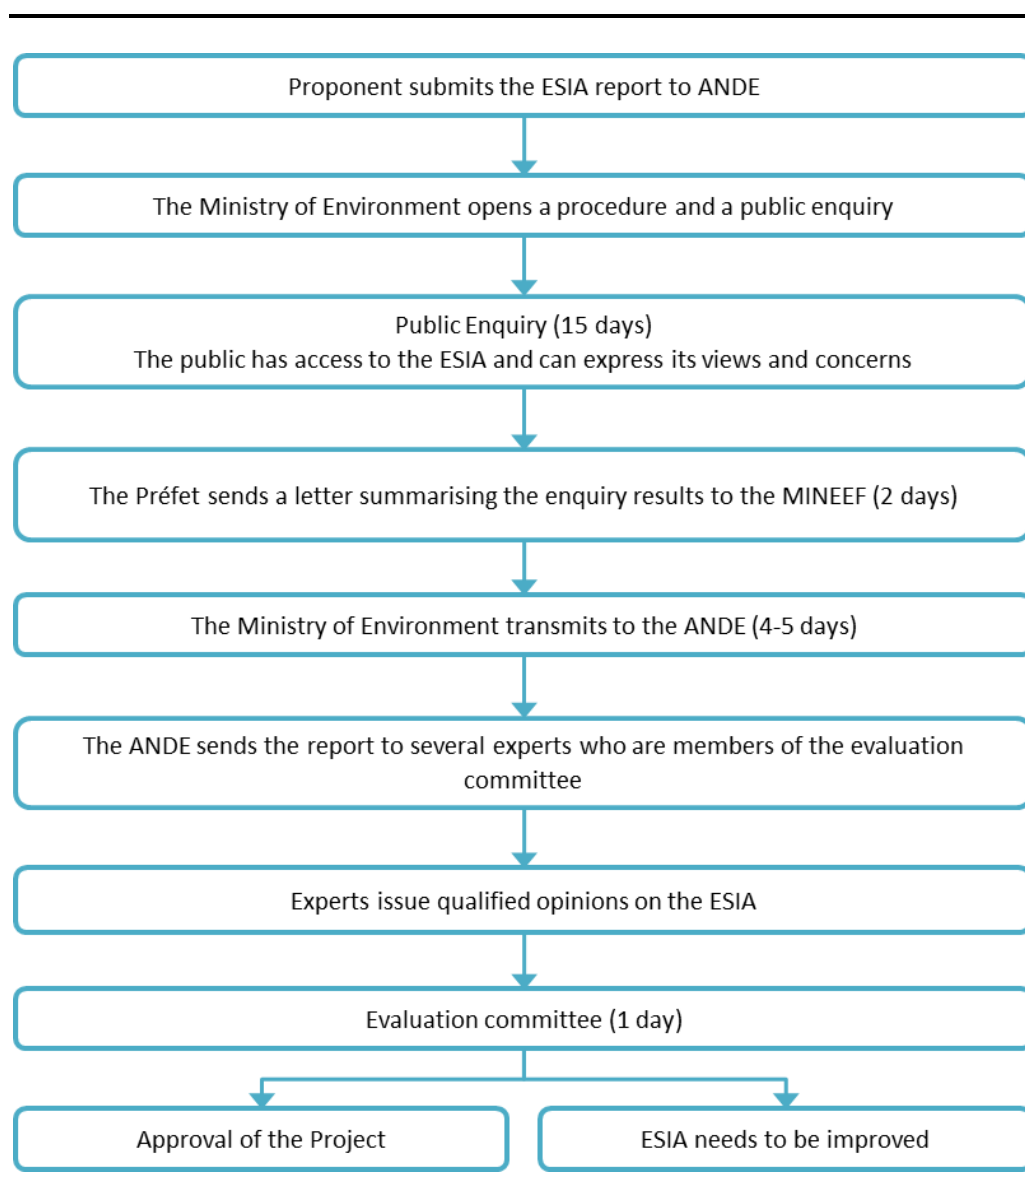 Proponent submits the ESIA report to ANDE
The Ministry of Environment opens a procedure and a public enquiry
Public Enquiry (15 days)
The public has access to the ESIA and can express its views and concerns
The Préfet sends a letter summarising the enquiry results to the MINEEF (2 days)
The Ministry of Environment transmits to the ANDE (4-5 days)
The ANDE sends the report to several experts who are members of the evaluation
committee
Experts issue qualified opinions on the ESIA
Evaluation committee (1 day)
Approval of the Project
ESIA needs to be improved